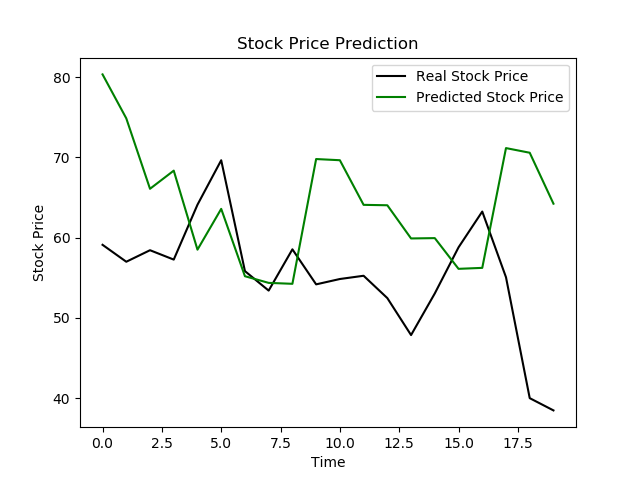 Stock Price Prediction
Real Stock Price
Predicted Stock Price
80
70
60
50
40
Stock Price
0.0 2.5 5.0 7.5 10.0 12.5 15.0 17.5
Time